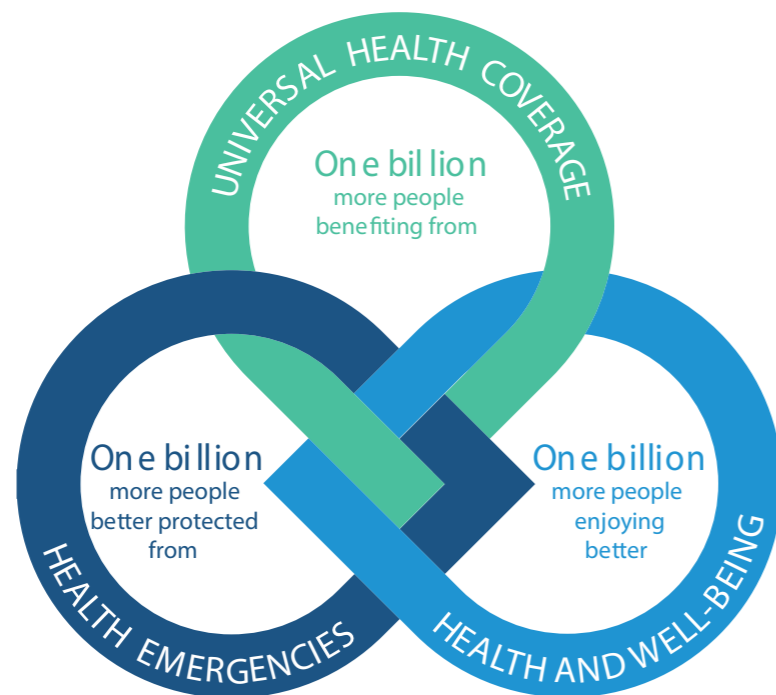 UNIVERSAL HEALTH COVERAGE
One billion
more people
benefiting from
One billion
more people
better protected
from
HEALTH EMERGENCIES
One billion
more people
enjoying
better
HEALTH AND WELL-BEING